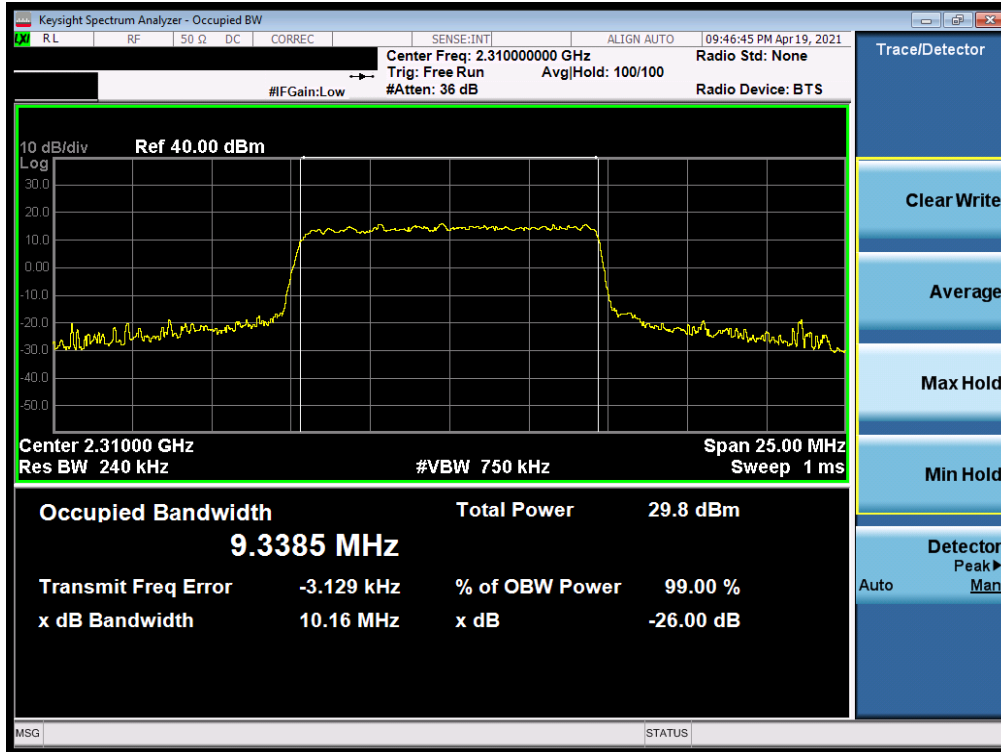 Keysight Spectrum Analyzer - Occupied BW
LXI RL RF 50 Ω DC CORREC SENSE:INT ALIGN AUTO 09:46:45 PM Apr 19, 2021
Center Freq: 2.310000000 GHz Radio Std: None
Trig: Free Run Avg|Hold: 100/100
#IFGain:Low #Atten: 36 dB Radio Device: BTS
Trace/Detector
10 dB/div Ref 40.00 dBm
Log
30.0
20.0
10.0
0.00
-10.0
-20.0
-30.0
-40.0
-50.0
Center 2.31000 GHz Span 25.00 MHz
Res BW 240 kHz #VBW 750 kHz Sweep 1 ms
Occupied Bandwidth Total Power 29.8 dBm
9.3385 MHz
Transmit Freq Error -3.129 kHz % of OBW Power 99.00 %
x dB Bandwidth 10.16 MHz x dB -26.00 dB
Clear Write
Average
Max Hold
Min Hold
Detector
Peak▶
Auto Man
MSG STATUS